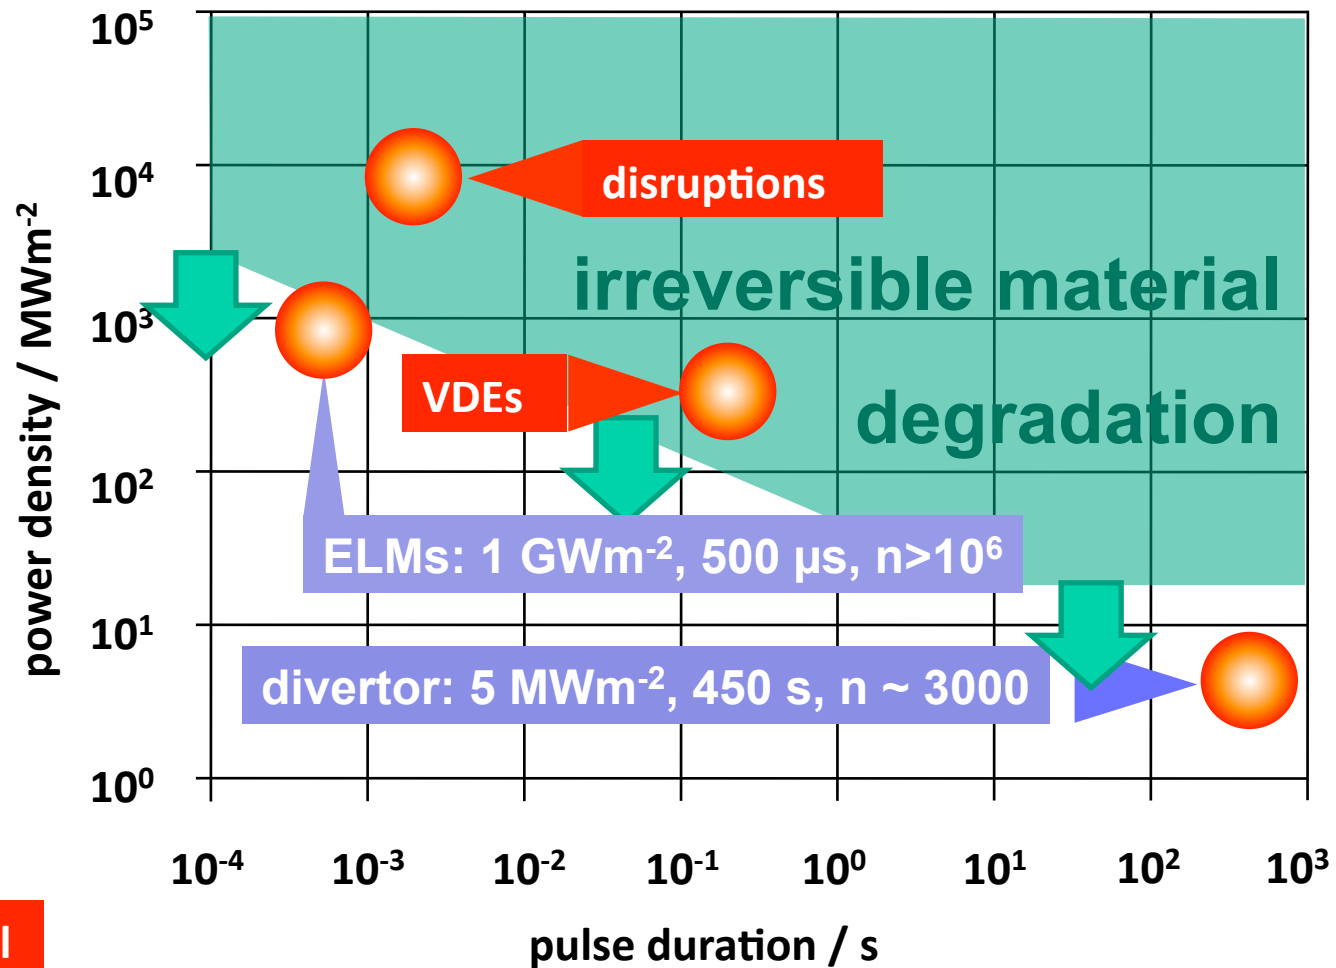 10⁵
10⁴
10³
10²
10¹
10⁰
power density / MWm⁻²
disruptions
irreversible material
VDEs
degradation
ELMs: 1 GWm⁻², 500 µs, n>10⁶
divertor: 5 MWm⁻², 450 s, n ~ 3000
10⁻⁴ 10⁻³ 10⁻² 10⁻¹ 10⁰ 10¹ 10² 10³
pulse duration / s